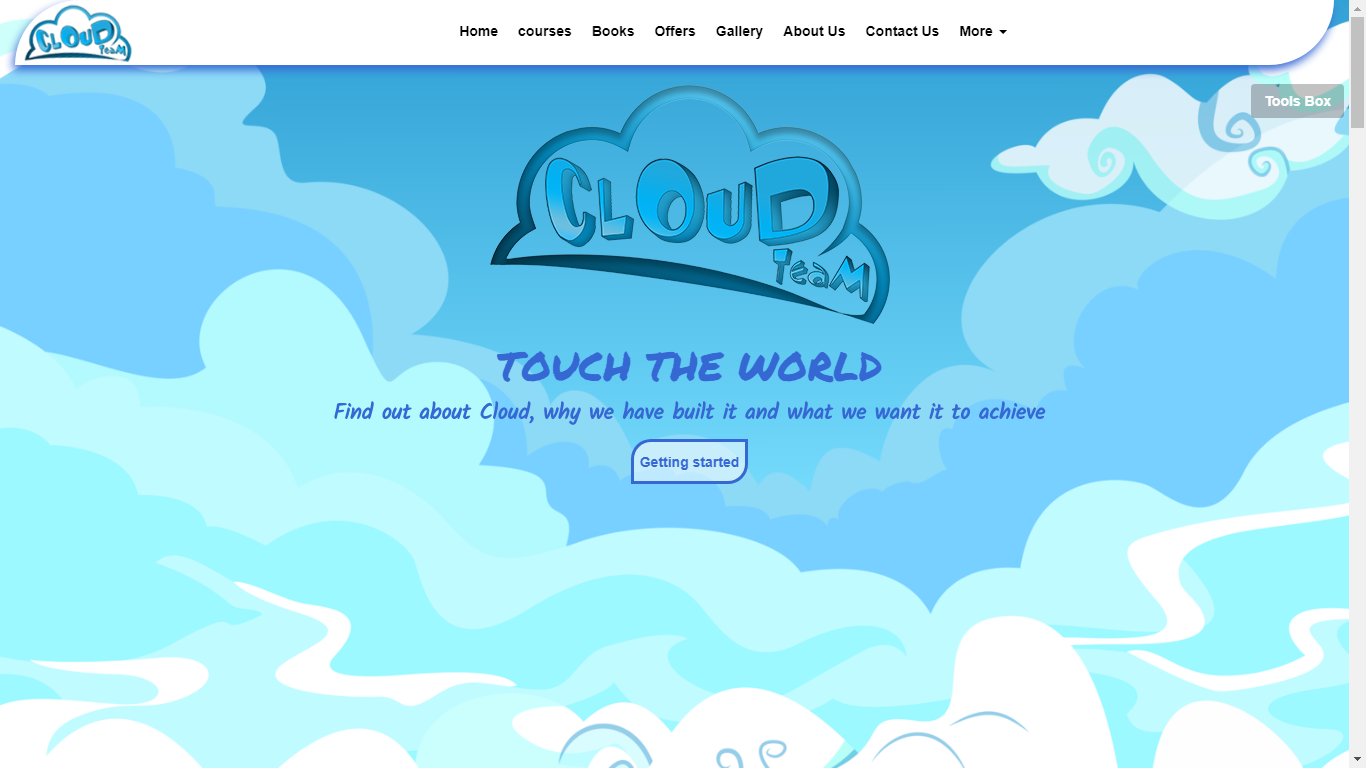 CLOUD
TeaM
Home courses Books Offers Gallery About Us Contact Us More
Tools Box
CLOUD
TeaM
TOUCH THE WORLD
Find out about Cloud, why we have built it and what we want it to achieve
Getting started